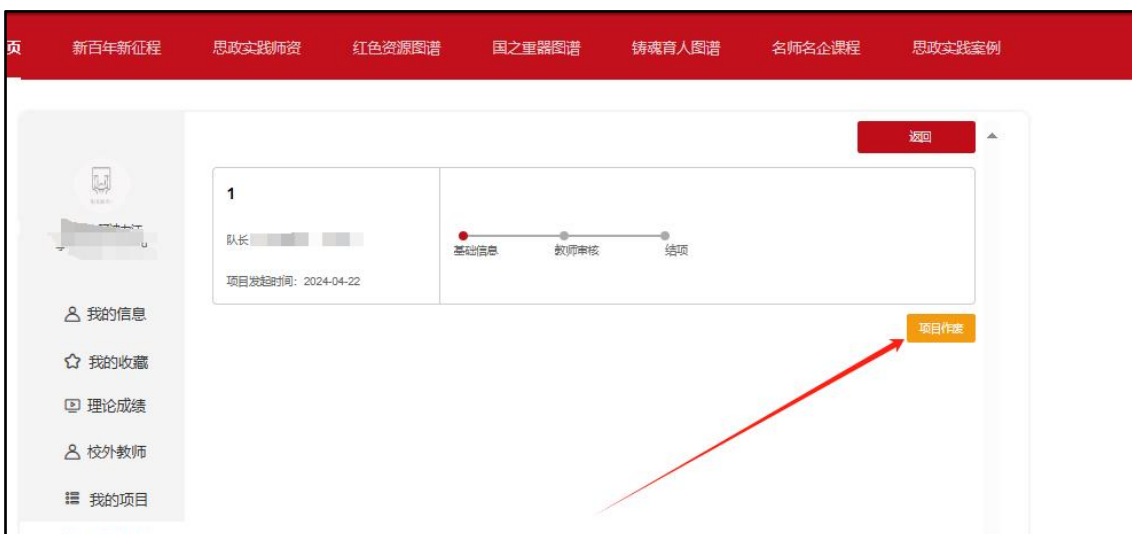 页 新百年新征程 思政实践师资 红色资源图谱 国之重器图谱 铸魂育人图谱 名师名企课程 思政实践案例
返回
1
队长
基础信息 教师审核 结项
项目发起时间：2024-04-22
项目作废
我的信息
我的收藏
理论成绩
校外教师
我的项目